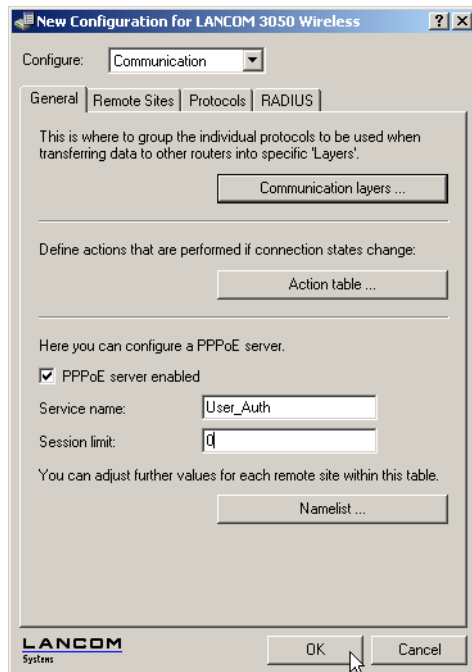 New Configuration for LANCOM 3050 Wireless
Configure: Communication
General Remote Sites Protocols RADIUS
This is where to group the individual protocols to be used when
transferring data to other routers into specific 'Layers'.
Communication layers ...
Define actions that are performed if connection states change:
Action table ...
Here you can configure a PPPoE server.
PPPoE server enabled
Service name: User_Auth
Session limit: 0
You can adjust further values for each remote site within this table.
Namelist ...
LANCOM
Systems
OK Cancel